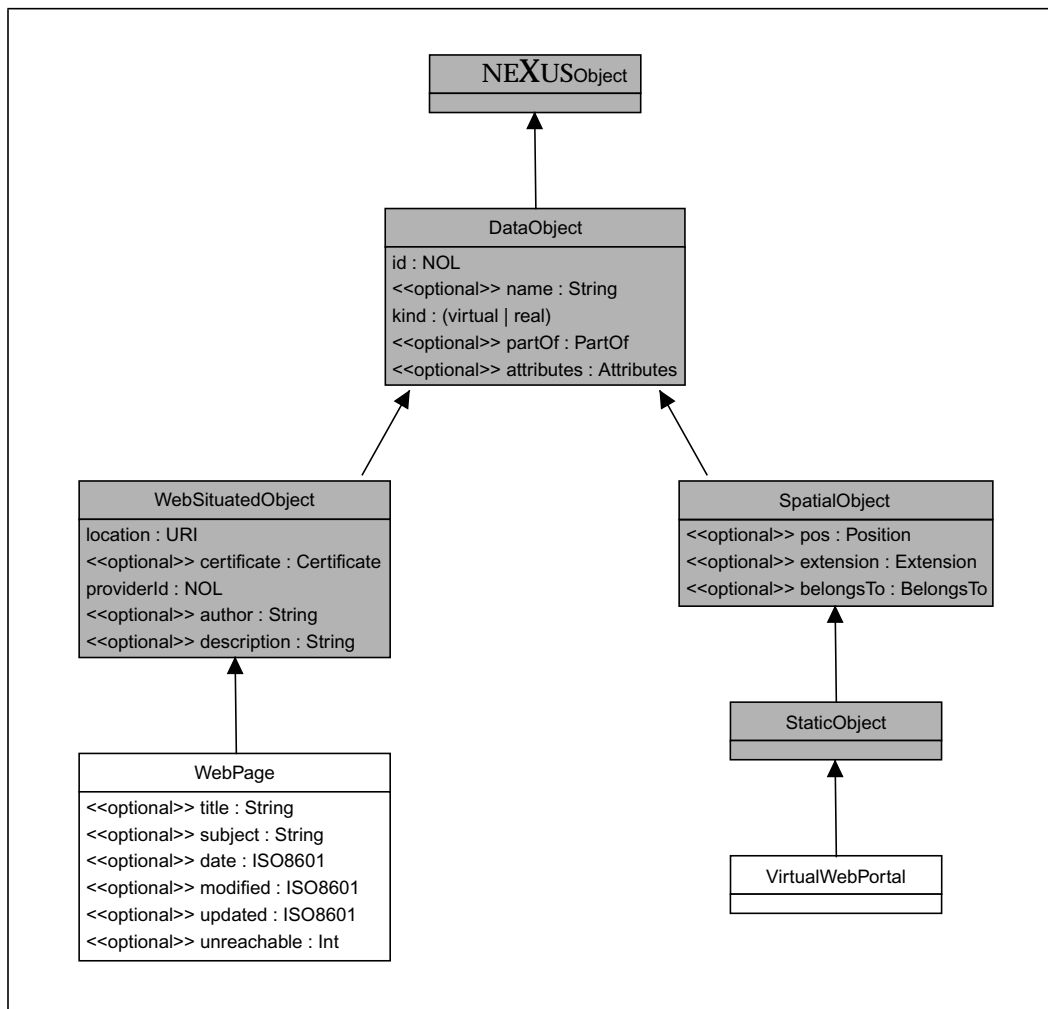 NEXUSObject
DataObject
id : NOL
<<optional>> name : String
kind : (virtual | real)
<<optional>> partOf : PartOf
<<optional>> attributes : Attributes
WebSituatedObject
location : URI
<<optional>> certificate : Certificate
providerId : NOL
<<optional>> author : String
<<optional>> description : String
SpatialObject
<<optional>> pos : Position
<<optional>> extension : Extension
<<optional>> belongsTo : BelongsTo
StaticObject
WebPage
<<optional>> title : String
<<optional>> subject : String
<<optional>> date : ISO8601
<<optional>> modified : ISO8601
<<optional>> updated : ISO8601
<<optional>> unreachable : Int
VirtualWebPortal